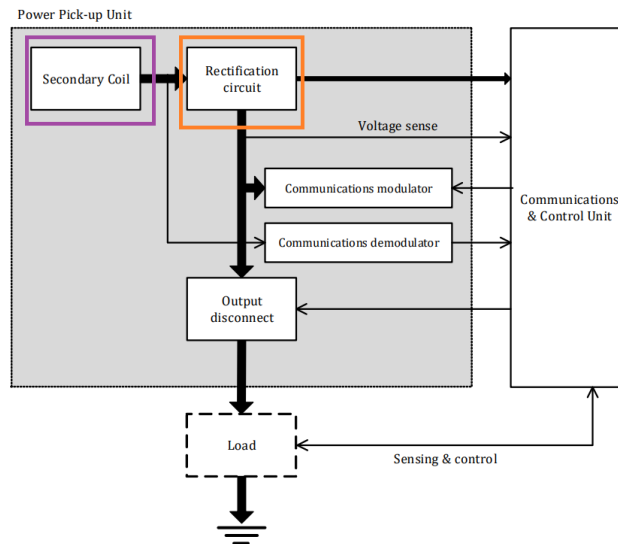 Power Pick-up Unit
Secondary Coil
Rectification
circuit
Voltage sense
Communications modulator
Communications
& Control Unit
Communications demodulator
Output
disconnect
Load
Sensing & control